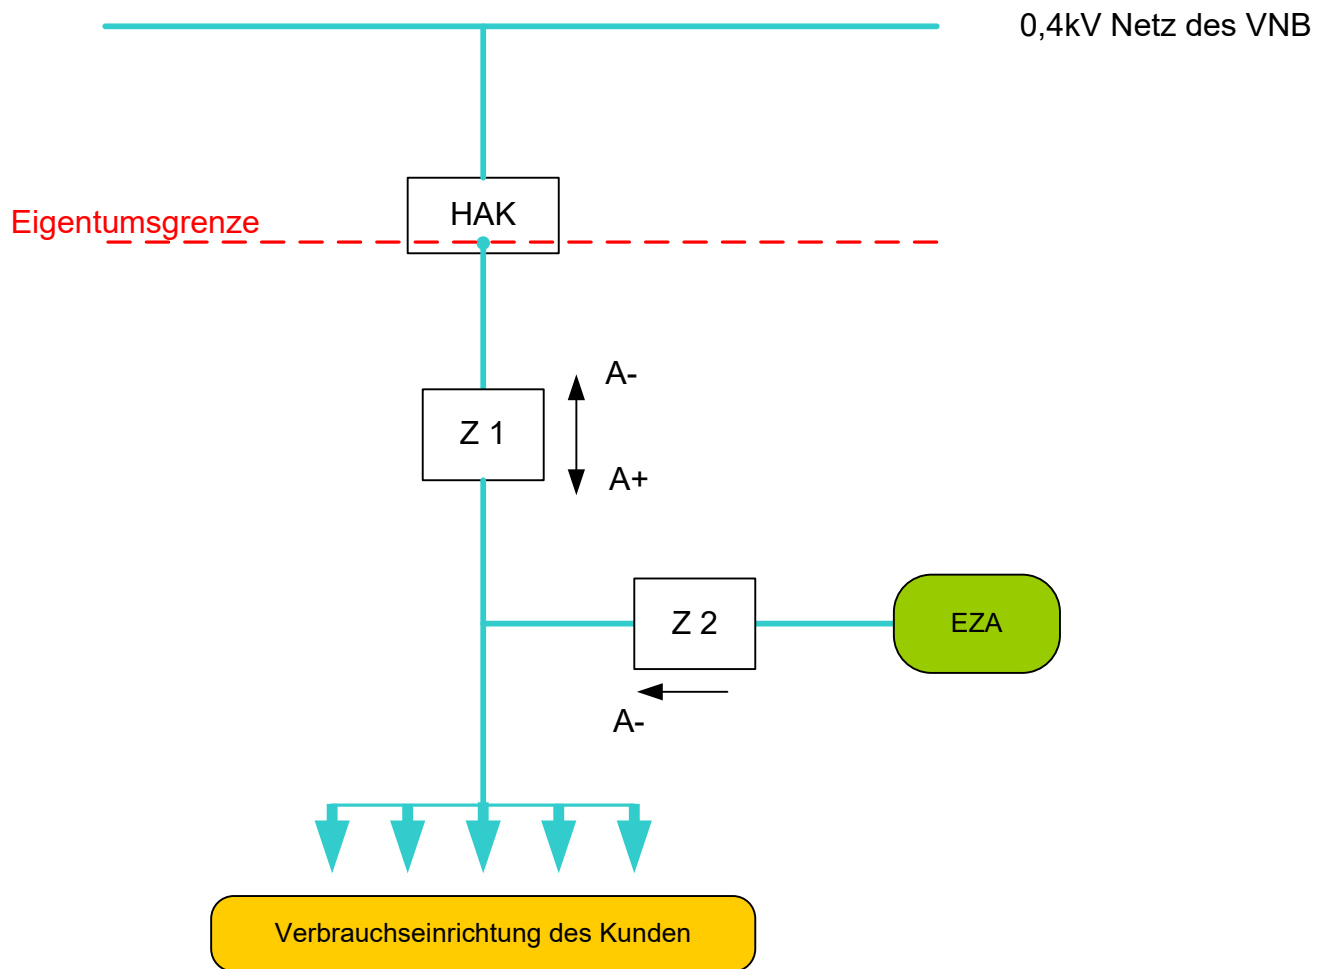 0,4kV Netz des VNB
HAK
Eigentumsgrenze
A-
Z 1
A+
Z 2
EZA
A-
Verbrauchseinrichtung des Kunden